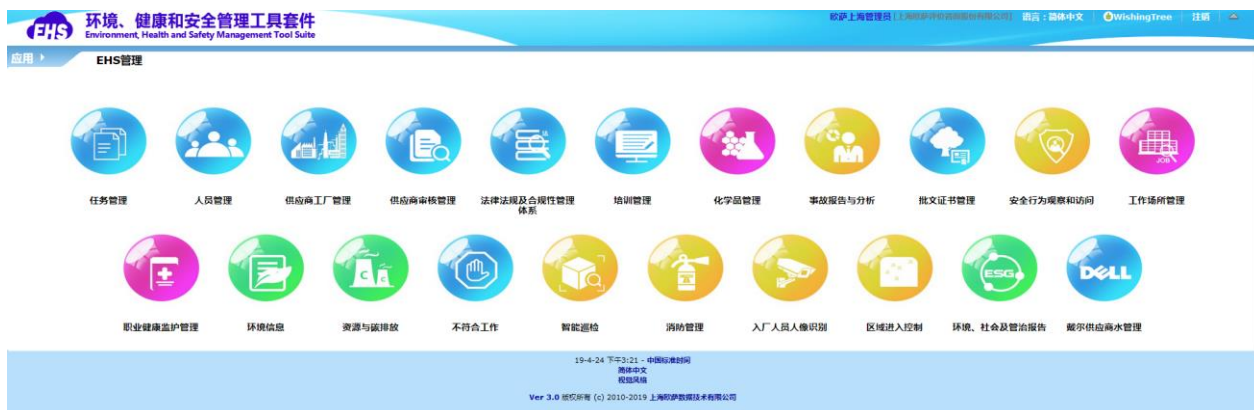 EHS 环境、健康和安全管理工具套件
Environment, Health and Safety Management Tool Suite
欧萨上海管理员 语言：简体中文 WishingTree 注销
应用 EHS管理
JOB
任务管理 人员管理 供应商工厂管理 供应商审核管理 法律法规及合规性管理体系 培训管理 化学品管理 事故报告与分析 批文证书管理 安全行为观察和访问 工作场所管理
C C ESG DELL
职业健康监护管理 环境信息 资源与碳排放 不符合工作 智能巡检 消防管理 入厂人员人像识别 区域进入控制 环境、社会及管治报告 戴尔供应商水管理
19-4-24 下午3:21 - 中国标准时间
简体中文
视觉风格
Ver 3.0 版权所有 (c) 2010-2019 上海欧萨数据技术有限公司